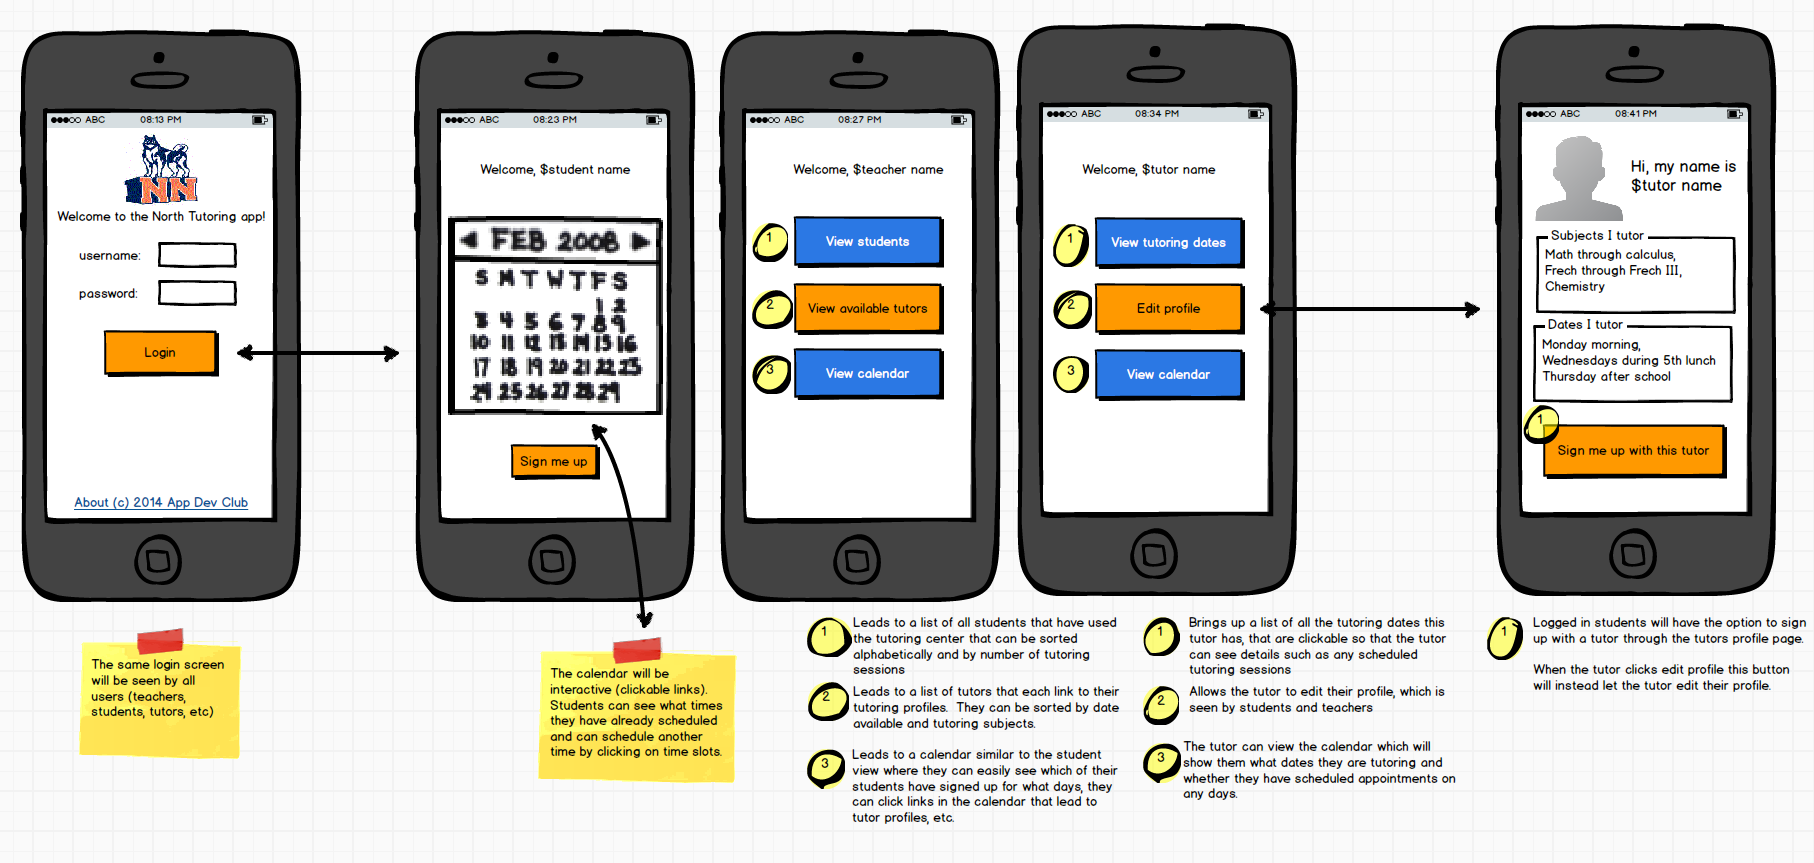 ABC 08:13 PM
NN
Welcome to the North Tutoring app!
username:
password:
Login
About (c) 2014 App Dev Club
The same login screen
will be seen by all
users (teachers,
students, tutors, etc)
ABC 08:23 PM
Welcome, $student name
FEB 2008
S M T W T F S
1 2
3 4 5 6 7 8 9
10 11 12 13 14 15 16
17 18 19 20 21 22 23
24 25 26 27 28 29
Sign me up
The calendar will be
interactive (clickable links).
Students can see what times
they have already scheduled
and can schedule another
time by clicking on time slots.
ABC 08:27 PM
Welcome, $teacher name
1 View students
2 View available tutors
3 View calendar
1 Leads to a list of all students that have used
the tutoring center that can be sorted
alphabetically and by number of tutoring
sessions
2 Leads to a list of tutors that each link to their
tutoring profiles. They can be sorted by date
available and tutoring subjects.
3 Leads to a calendar similar to the student
view where they can easily see which of their
students have signed up for what days, they
can click links in the calendar that lead to
tutor profiles, etc.
ABC 08:34 PM
Welcome, $tutor name
1 View tutoring dates
2 Edit profile
3 View calendar
1 Brings up a list of all the tutoring dates this
tutor has, that are clickable so that the tutor
can see details such as any scheduled
tutoring sessions
2 Allows the tutor to edit their profile, which is
seen by students and teachers
3 The tutor can view the calendar which will
show them what dates they are tutoring and
whether they have scheduled appointments on
any days.
ABC 08:41 PM
Hi, my name is
$tutor name
Subjects I tutor
Math through calculus,
Frech through Frech III,
Chemistry
Dates I tutor
Monday morning,
Wednesdays during 5th lunch
Thursday after school
1
Sign me up with this tutor
1 Logged in students will have the option to sign
up with a tutor through the tutors profile page.
When the tutor clicks edit profile this button
will instead let the tutor edit their profile.